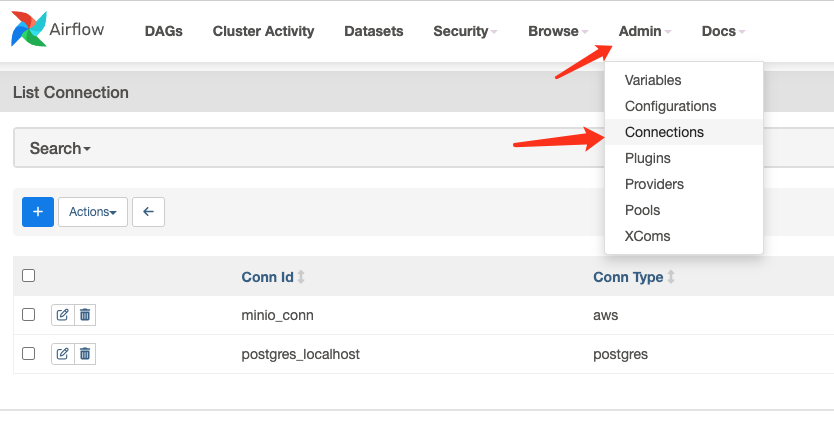 Airflow DAGs Cluster Activity Datasets Security Browse Admin Docs
List Connection
Search
Actions
Variables
Configurations
Connections
Plugins
Providers
Pools
XComs
Conn Id Conn Type
minio_conn aws
postgres_localhost postgres